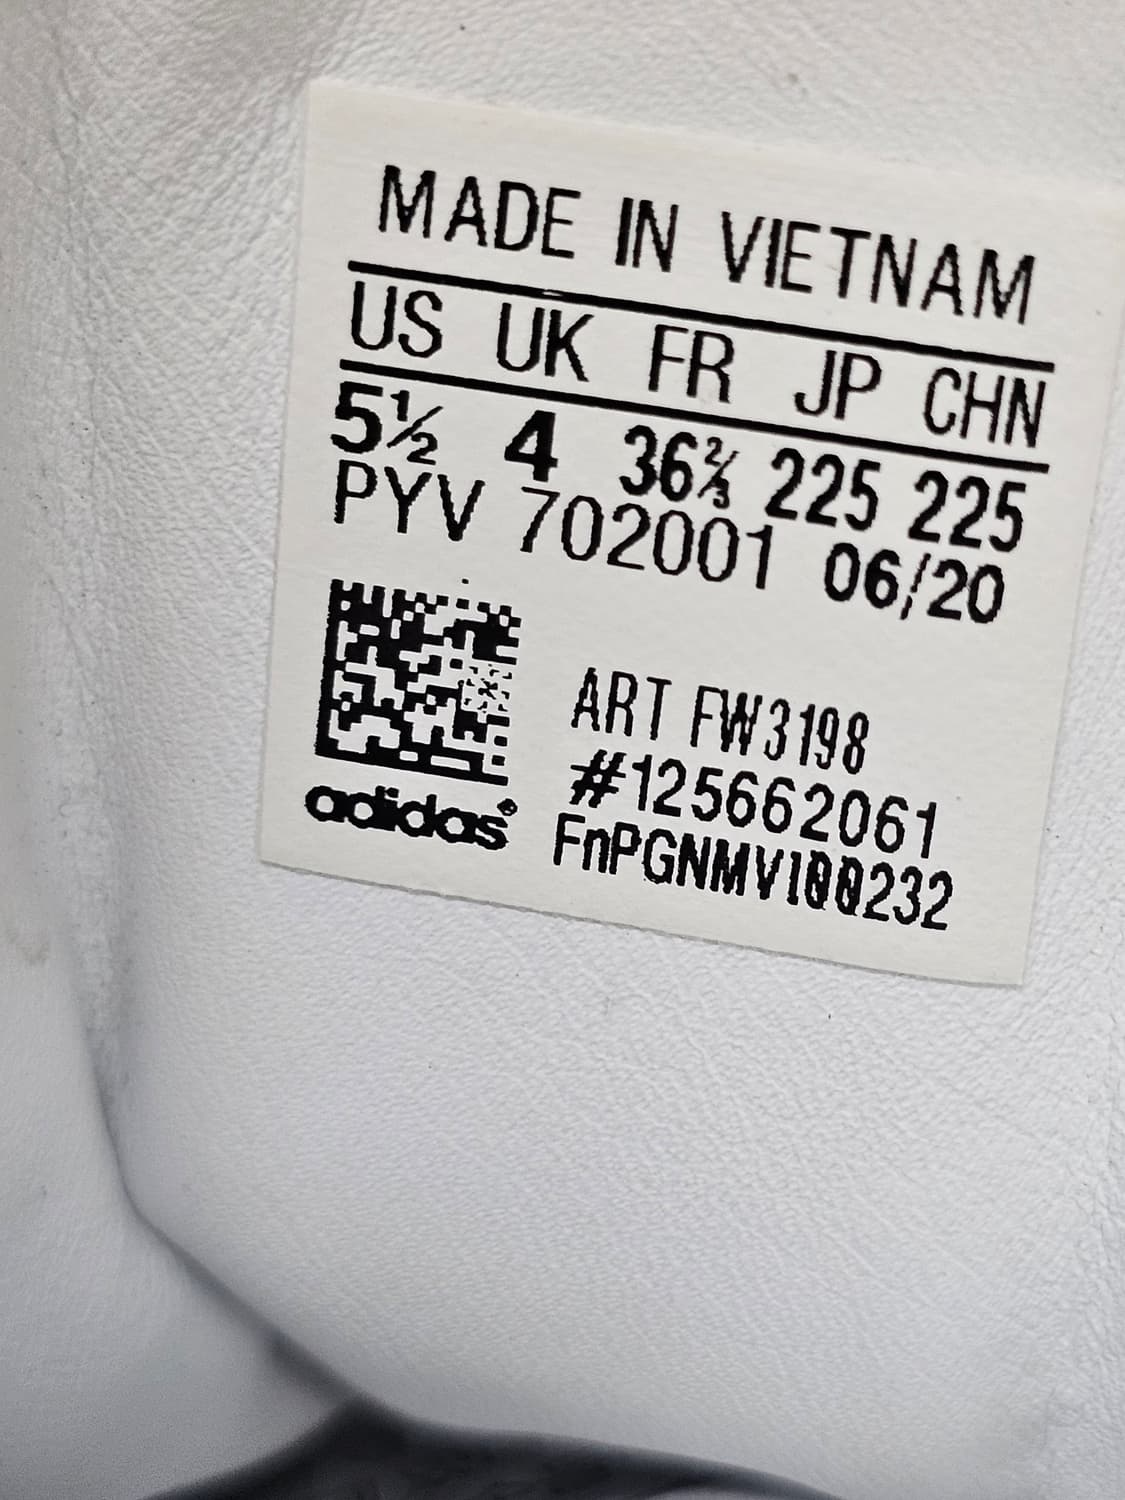 MADE IN VIETNAM
US UK FR JP CHN
5½ 4 36⅔ 225 225
PYV 702001 06/20
ART FW3198
#125662061
FnPGNMVI00232
adidas®